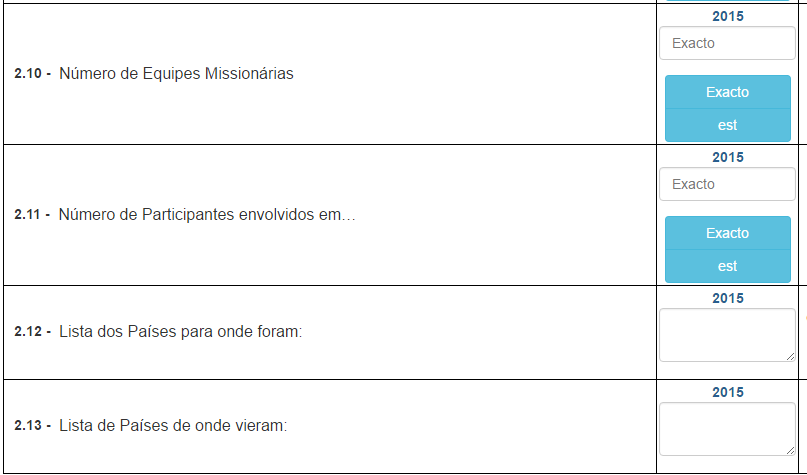 2015
Exacto
2.10 - Número de Equipes Missionárias
Exacto
est
2015
Exacto
2.11 - Número de Participantes envolvidos em…
Exacto
est
2015
2.12 - Lista dos Países para onde foram:
2015
2.13 - Lista de Países de onde vieram: